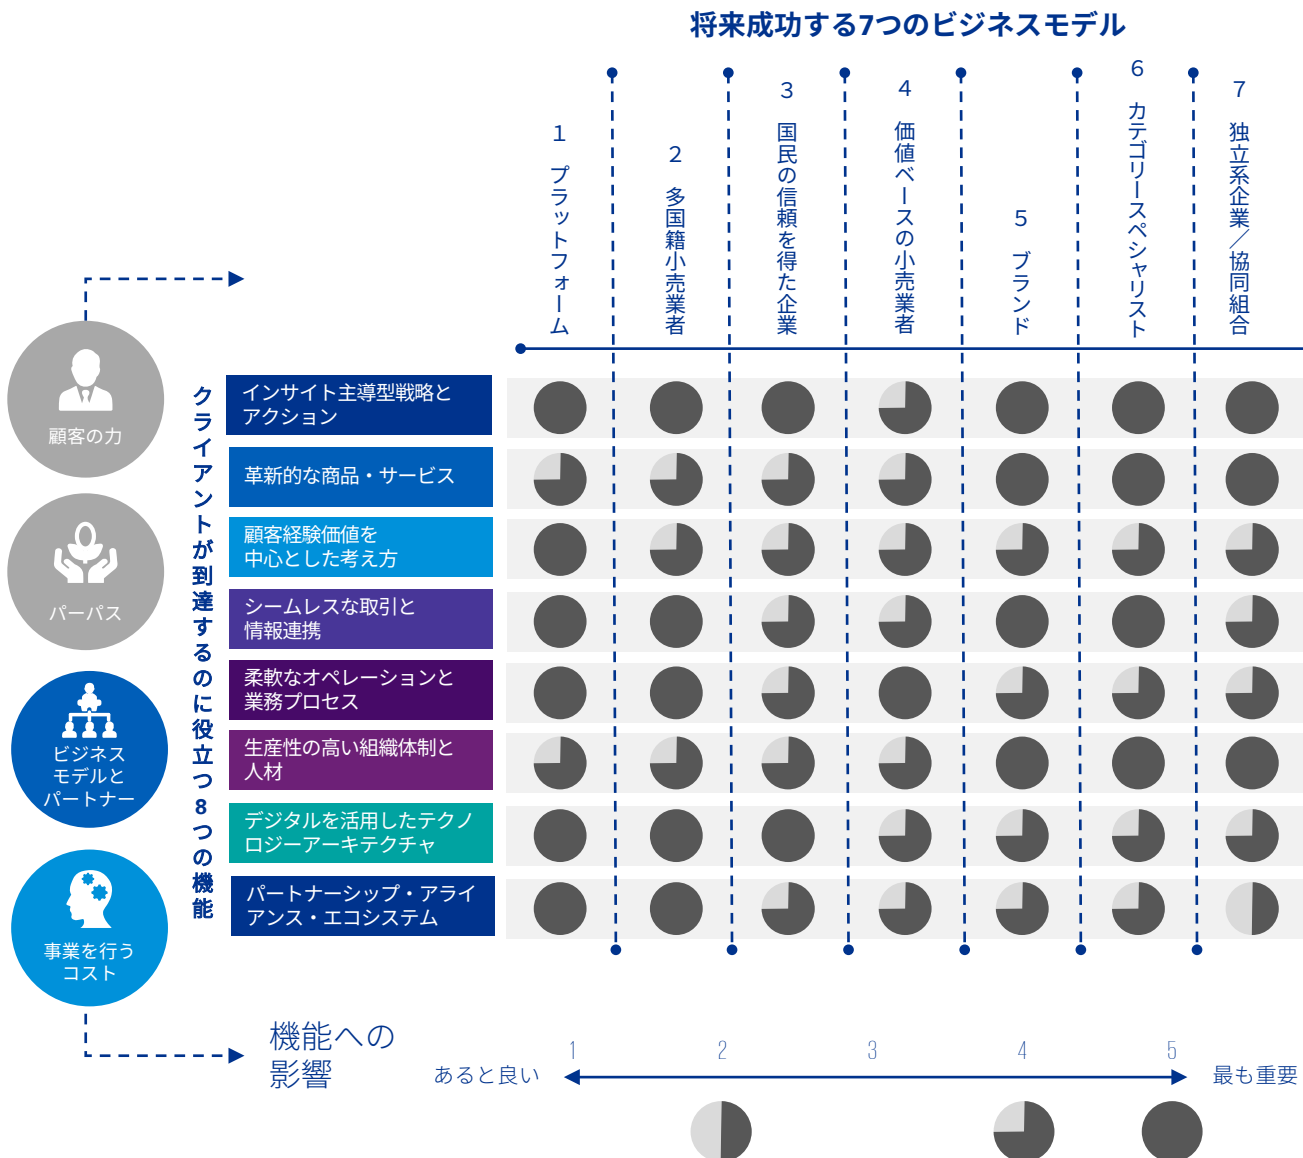 将来成功する7つのビジネスモデル
1 プラットフォーム
2 多国籍小売業者
3 国民の信頼を得た企業
4 価値ベースの小売業者
5 ブランド
6 カテゴリースペシャリスト
7 独立系企業／協同組合
顧客の力
パーパス
ビジネス
モデルと
パートナー
事業を行う
コスト
クライアントが到達するのに役立つ8つの機能
インサイト主導型戦略と
アクション
革新的な商品・サービス
顧客経験価値を
中心とした考え方
シームレスな取引と
情報連携
柔軟なオペレーションと
業務プロセス
生産性の高い組織体制と
人材
デジタルを活用したテクノ
ロジーアーキテクチャ
パートナーシップ・アライ
アンス・エコシステム
機能への
影響
あると良い
1 2 3 4 5
最も重要